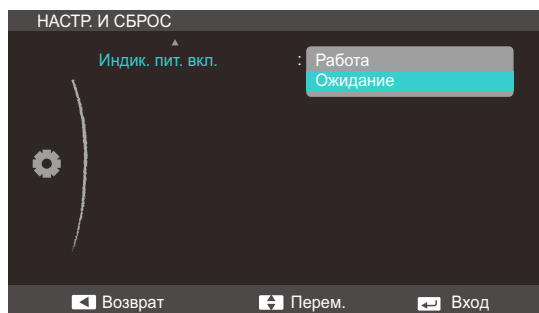 НАСТР. И СБРОС
Индик. пит. вкл. : Работа
Ожидание
Возврат Перем. Вход